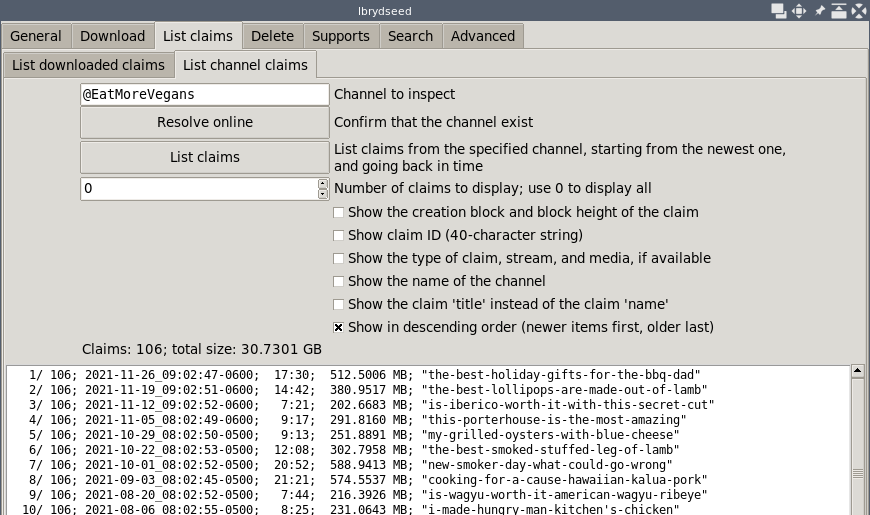 lbrydseed
General Download List claims Delete Supports Search Advanced
List downloaded claims List channel claims
@EatMoreVegans Channel to inspect
Resolve online Confirm that the channel exist
List claims List claims from the specified channel, starting from the newest one,
and going back in time
0 Number of claims to display; use 0 to display all
Show the creation block and block height of the claim
Show claim ID (40-character string)
Show the type of claim, stream, and media, if available
Show the name of the channel
Show the claim 'title' instead of the claim 'name'
Show in descending order (newer items first, older last)
Claims: 106; total size: 30.7301 GB
1/ 106; 2021-11-26_09:02:47-0600; 17:30; 512.5006 MB; "the-best-holiday-gifts-for-the-bbq-dad"
2/ 106; 2021-11-19_09:02:51-0600; 14:42; 380.9517 MB; "the-best-lollipops-are-made-out-of-lamb"
3/ 106; 2021-11-12_09:02:52-0600; 7:21; 202.6683 MB; "is-iberico-worth-it-with-this-secret-cut"
4/ 106; 2021-11-05_08:02:49-0600; 9:17; 291.8160 MB; "this-porterhouse-is-the-most-amazing"
5/ 106; 2021-10-29_08:02:50-0500; 9:13; 251.8891 MB; "my-grilled-oysters-with-blue-cheese"
6/ 106; 2021-10-22_08:02:53-0500; 12:08; 302.7958 MB; "the-best-smoked-stuffed-leg-of-lamb"
7/ 106; 2021-10-01_08:02:52-0500; 20:52; 588.9413 MB; "new-smoker-day-what-could-go-wrong"
8/ 106; 2021-09-03_08:02:45-0500; 21:21; 574.5537 MB; "cooking-for-a-cause-hawaiian-kalua-pork"
9/ 106; 2021-08-20_08:02:52-0500; 7:44; 216.3926 MB; "is-wagyu-worth-it-american-wagyu-ribeye"
10/ 106; 2021-08-06_08:02:55-0500; 8:25; 231.0643 MB; "i-made-hungry-man-kitchen's-chicken"